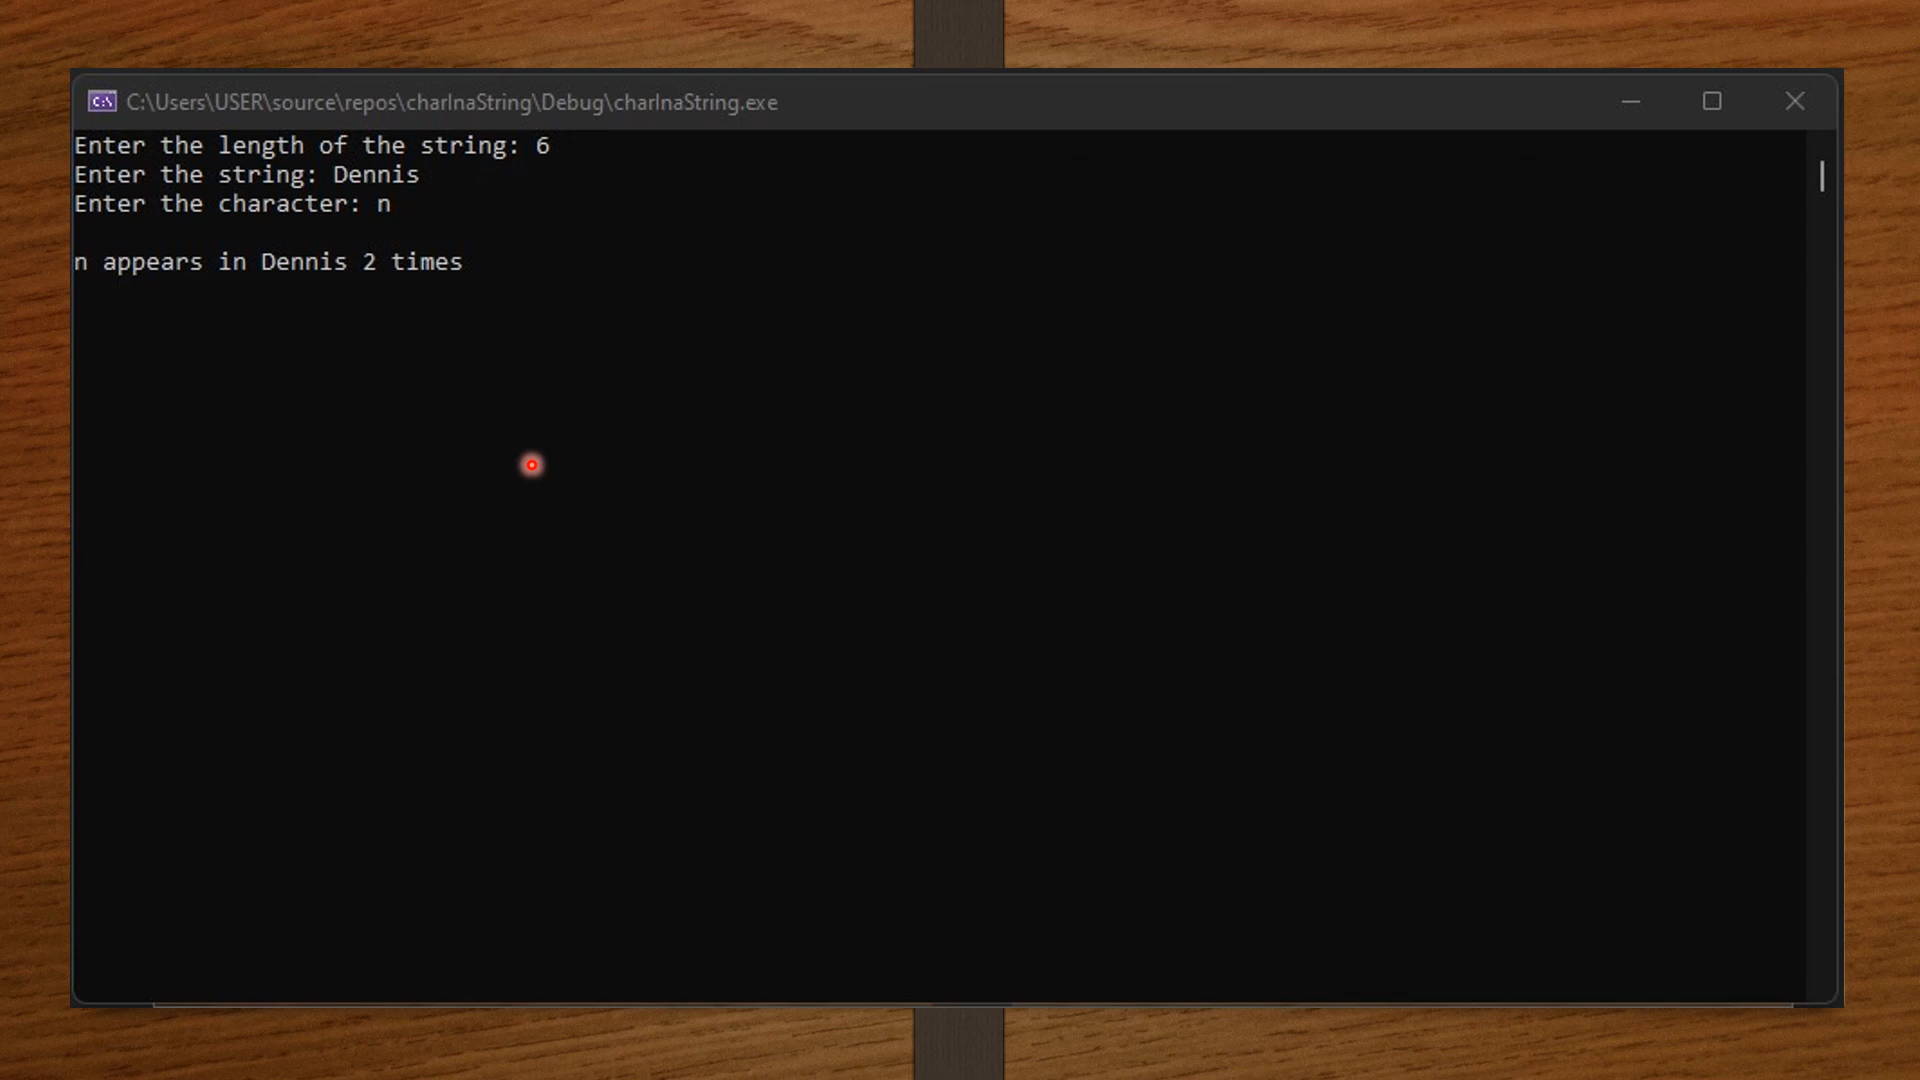 C:\Users\USER\source\repos\charInaString\Debug\charInaString.exe
Enter the length of the string: 6
Enter the string: Dennis
Enter the character: n
n appears in Dennis 2 times